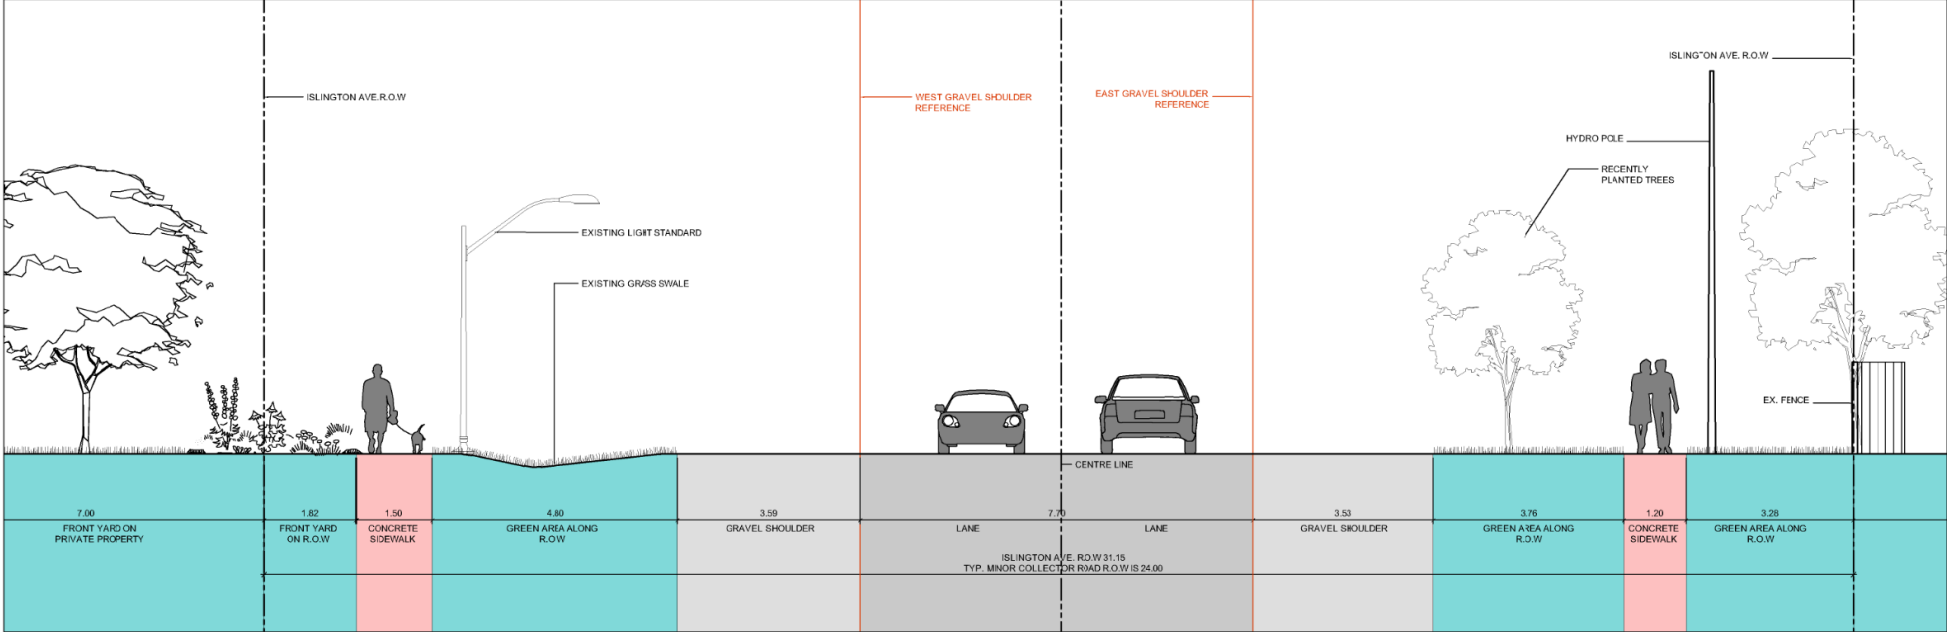 ISLINGTON AVE. R.O.W
ISLINGTON AVE.R.O.W
WEST GRAVEL SHOULDER
REFERENCE
EAST GRAVEL SHOULDER
REFERENCE
HYDRO POLE
RECENTLY
PLANTED TREES
EXISTING LIGHT STANDARD
EXISTING GRASS SWALE
EX. FENCE
CENTRE LINE
7.00
FRONT YARD ON
PRIVATE PROPERTY
1.82
FRONT YARD
ON R.O.W
1.50
CONCRETE
SIDEWALK
4.80
GREEN AREA ALONG
R.O.W
3.59
GRAVEL SHOULDER
7.70
LANE
LANE
3.53
GRAVEL SHOULDER
3.76
GREEN AREA ALONG
R.O.W
1.20
CONCRETE
SIDEWALK
3.28
GREEN AREA ALONG
R.O.W
ISLINGTON AVE. R.O.W 31.15
TYP. MINOR COLLECTOR ROAD R.O.W IS 24.00